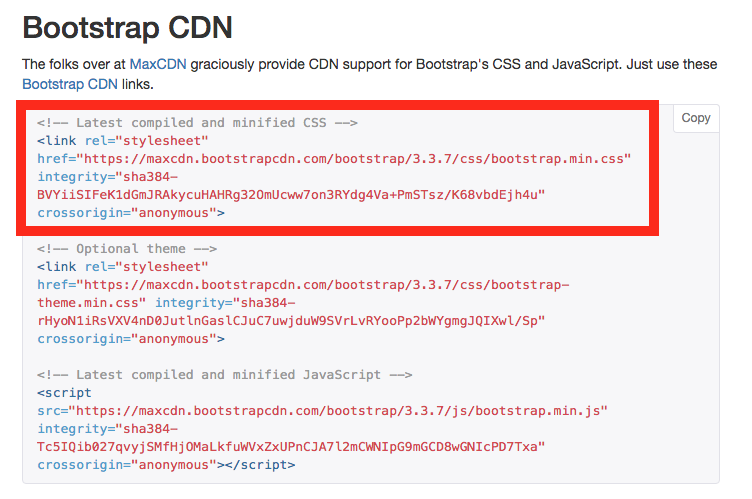 Bootstrap CDN
The folks over at MaxCDN graciously provide CDN support for Bootstrap's CSS and JavaScript. Just use these
Bootstrap CDN links.
Copy
<!-- Latest compiled and minified CSS -->
<link rel="stylesheet"
href="https://maxcdn.bootstrapcdn.com/bootstrap/3.3.7/css/bootstrap.min.css"
integrity="sha384-
BVYiiSIFeK1dGmJRAkycuHAHRg32OmUcww7on3RYdg4Va+PmSTsz/K68vbdEjh4u"
crossorigin="anonymous">
<!-- Optional theme -->
<link rel="stylesheet"
href="https://maxcdn.bootstrapcdn.com/bootstrap/3.3.7/css/bootstrap-
theme.min.css" integrity="sha384-
rHyoN1iRsVXV4nD0JutlnGaslCJuC7uwjduW9SVrLvRYooPp2bWYgmgJQIXwl/Sp"
crossorigin="anonymous">
<!-- Latest compiled and minified JavaScript -->
<script
src="https://maxcdn.bootstrapcdn.com/bootstrap/3.3.7/js/bootstrap.min.js"
integrity="sha384-
Tc5IQib027qvyjSMfHjOMaLkfuWVxZxUPnCJA7l2mCWNIpG9mGCD8wGNIcPD7Txa"
crossorigin="anonymous"></script>